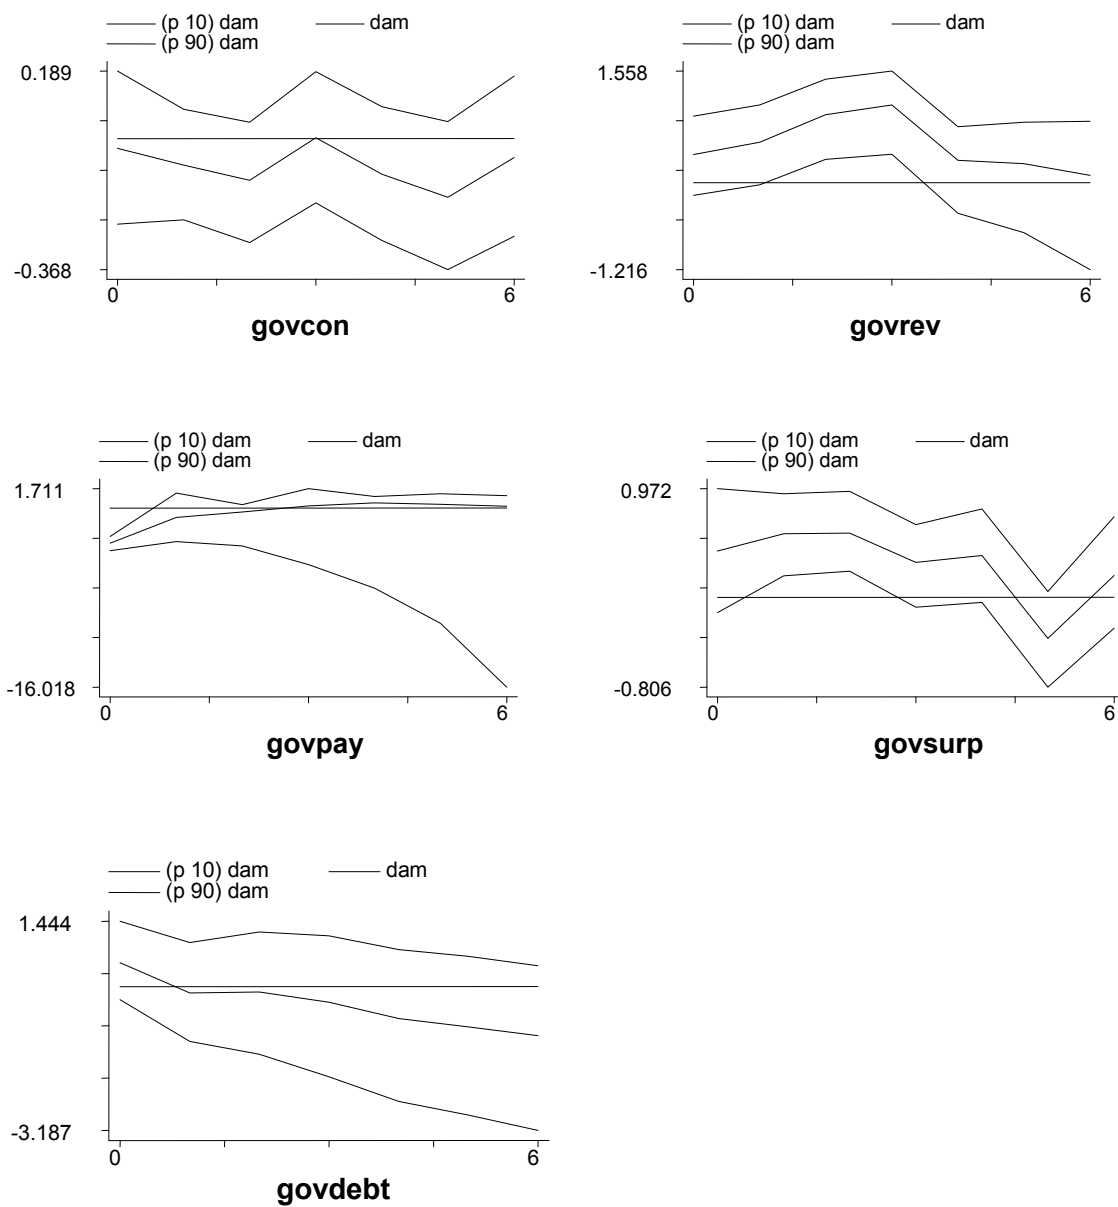 (p 10) dam dam
(p 90) dam
0.189
-0.368
0 6
govcon
(p 10) dam dam
(p 90) dam
1.558
-1.216
0 6
govrev
(p 10) dam dam
(p 90) dam
1.711
-16.018
0 6
govpay
(p 10) dam dam
(p 90) dam
0.972
-0.806
0 6
govsurp
(p 10) dam dam
(p 90) dam
1.444
-3.187
0 6
govdebt